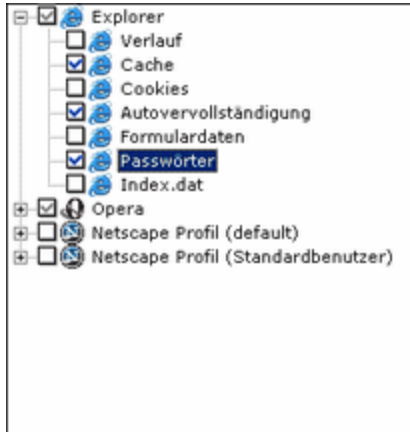 Explorer
Verlauf
Cache
Cookies
Autovervollständigung
Formulardaten
Passwörter
Index.dat
Opera
Netscape Profil (default)
Netscape Profil (Standardbenutzer)